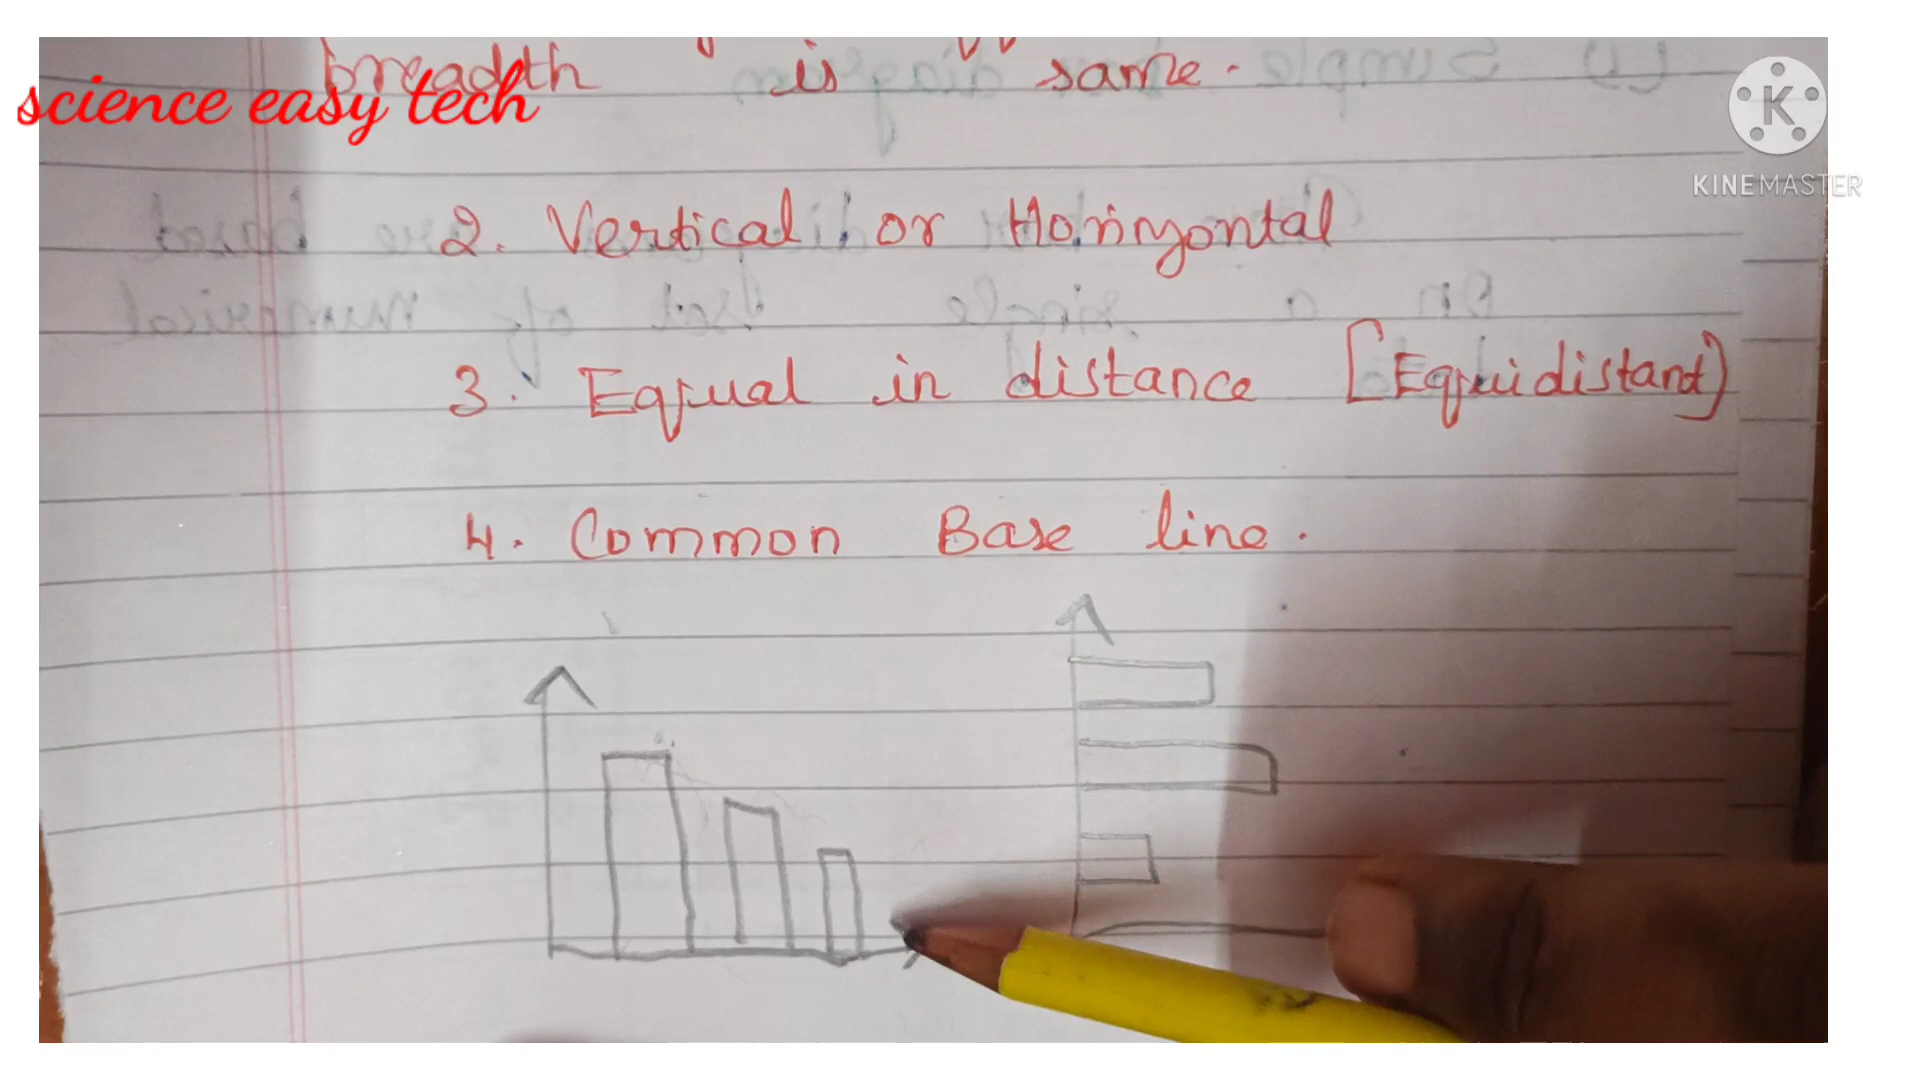 breadth is same.
science easy tech
K
KINEMASTER
2. Vertical or Horizontal
3. Equal in distance [Equidistant]
4. Common Base line.